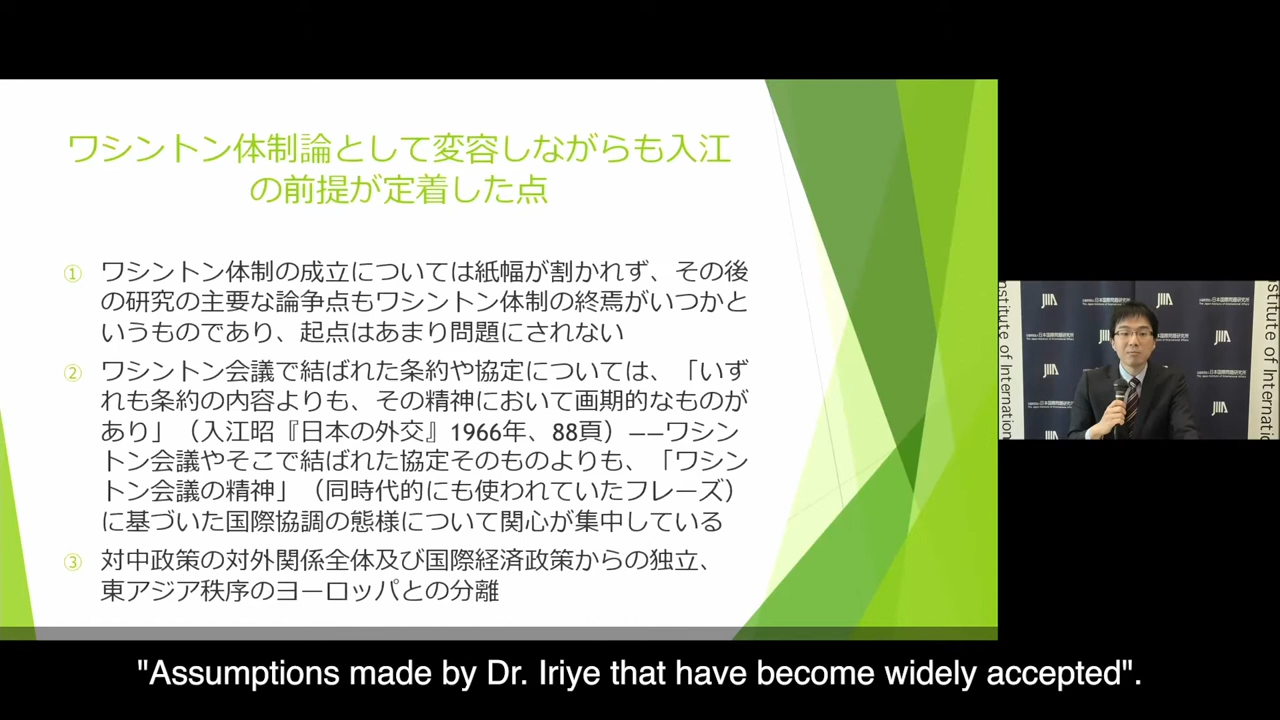 ワシントン体制論として変容しながらも入江
の前提が定着した点
① ワシントン体制の成立については紙幅が割かれず、その後
の研究の主要な論争点もワシントン体制の終焉がいつかと
いうものであり、起点はあまり問題にされない
② ワシントン会議で結ばれた条約や協定については、「いず
れも条約の内容よりも、その精神において画期的なものが
あり」（入江昭『日本の外交』1966年、88頁）――ワシン
トン会議やそこで結ばれた協定そのものよりも、「ワシン
トン会議の精神」（同時代的にも使われていたフレーズ）
に基づいた国際協調の態様について関心が集中している
③ 対中政策の対外関係全体及び国際経済政策からの独立、
東アジア秩序のヨーロッパとの分離
stitute of International
JIIA
日本国際問題研究所
"Assumptions made by Dr. Iriye that have become widely accepted".